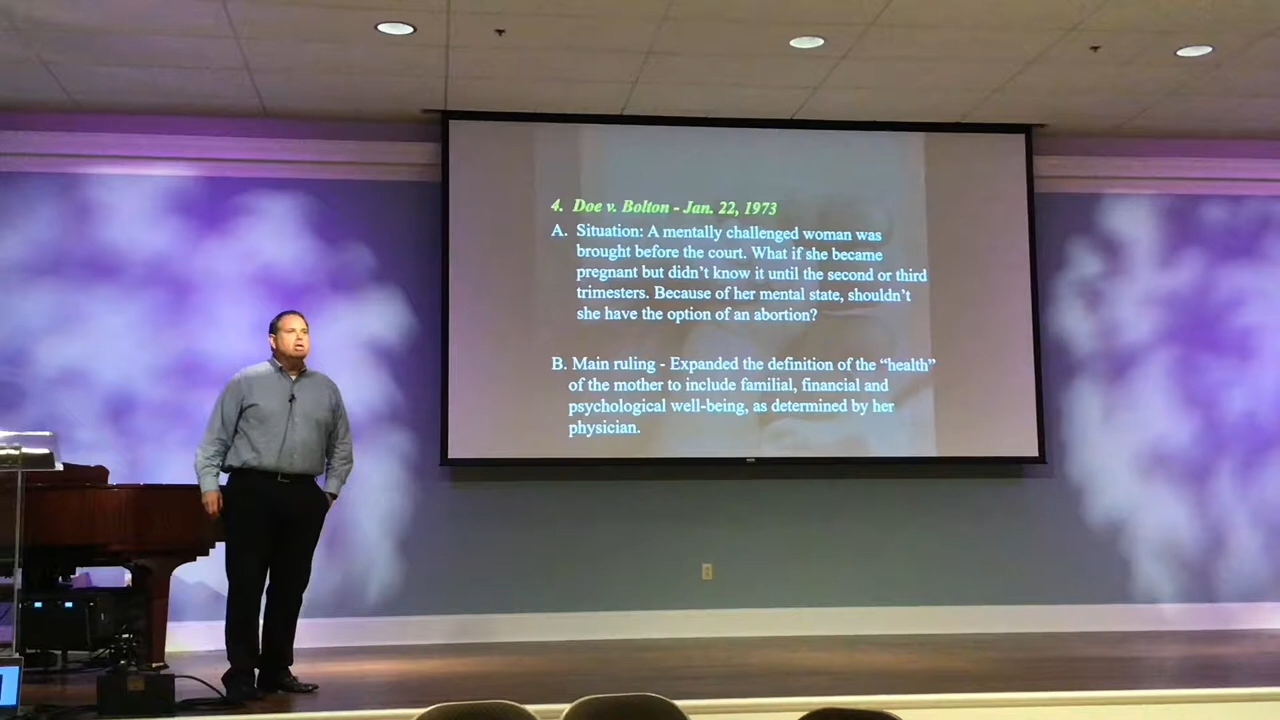 4. Doe v. Bolton - Jan. 22, 1973
A. Situation: A mentally challenged woman was
brought before the court. What if she became
pregnant but didn't know it until the second or third
trimesters. Because of her mental state, shouldn't
she have the option of an abortion?
B. Main ruling - Expanded the definition of the “health”
of the mother to include familial, financial and
psychological well-being, as determined by her
physician.